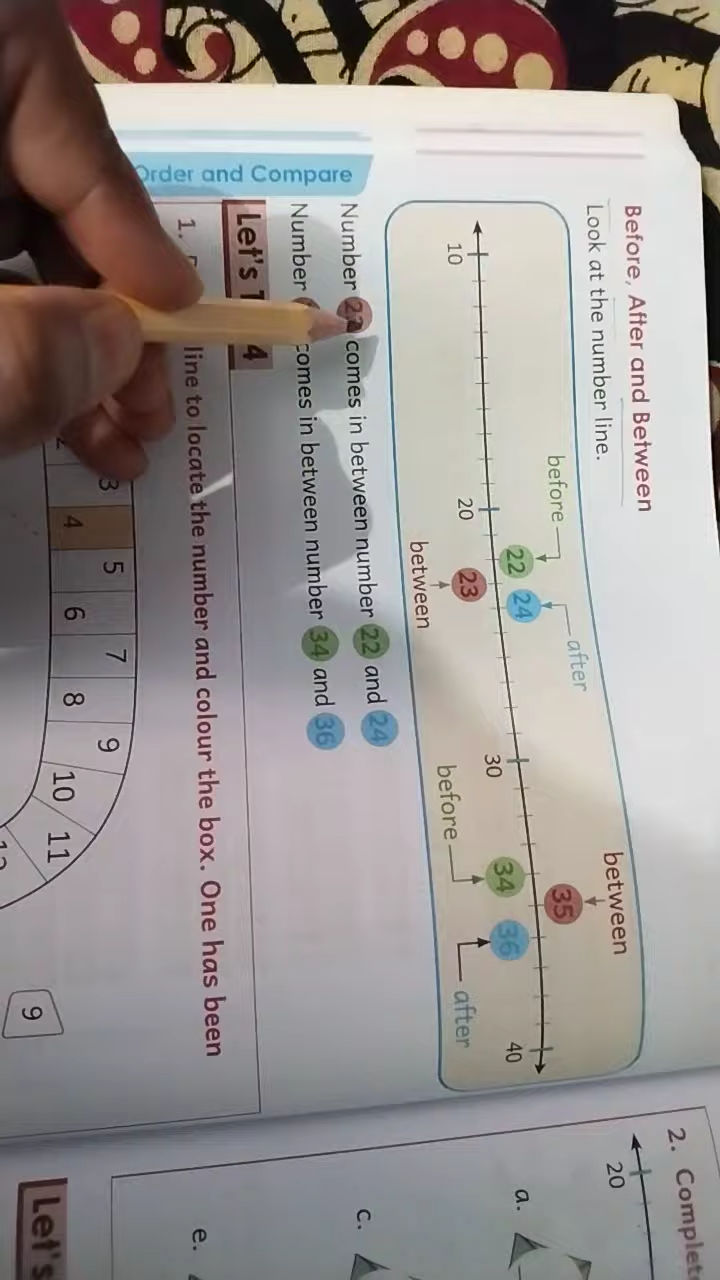 Before, After and Between
Look at the number line.
between
before
after
35
22 24
10 20 30 40
23
34 36
between
before
after
Order and Compare
Number comes in between number 22 and 24
Number comes in between number 34 and 36
Let's
4
1. line to locate the number and colour the box. One has been
3 5 7 9
4 6 8 10 11
9
2.
20
a.
c.
e.
Let's